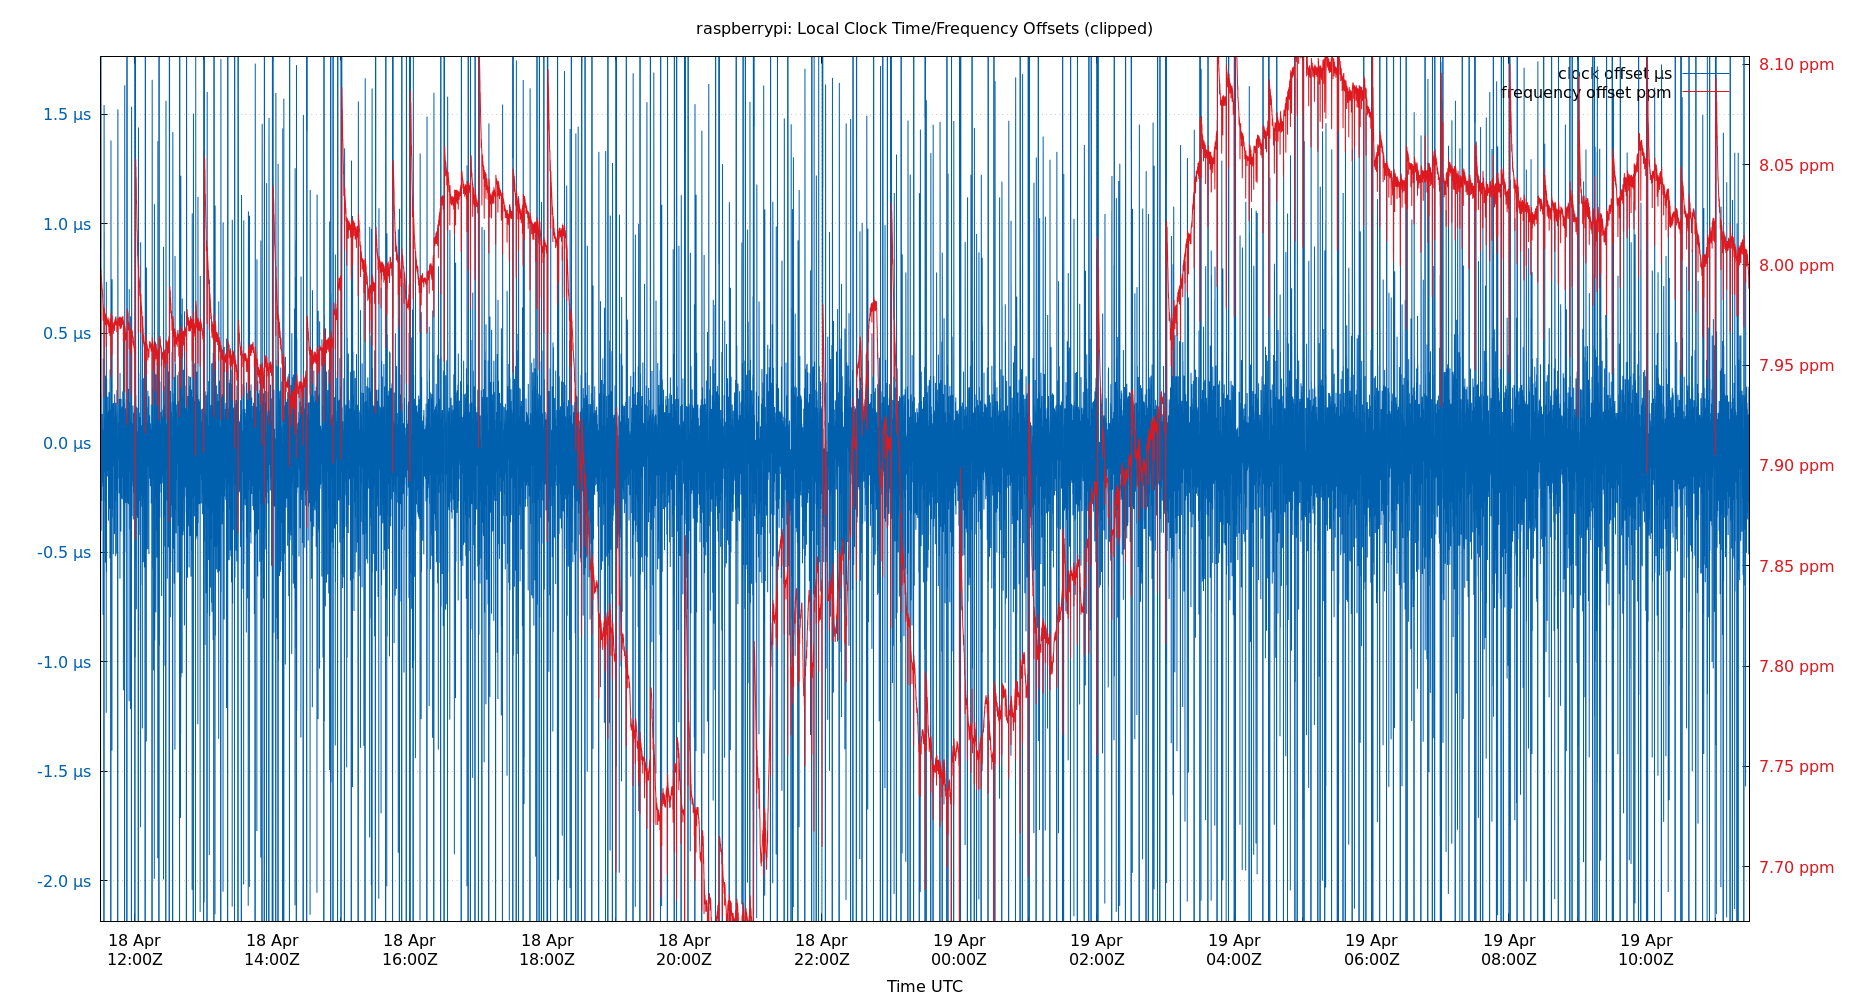 raspberrypi: Local Clock Time/Frequency Offsets (clipped)
clock offset µs
frequency offset ppm
1.5 µs
1.0 µs
0.5 µs
0.0 µs
-0.5 µs
-1.0 µs
-1.5 µs
-2.0 µs
8.10 ppm
8.05 ppm
8.00 ppm
7.95 ppm
7.90 ppm
7.85 ppm
7.80 ppm
7.75 ppm
7.70 ppm
18 Apr 18 Apr 18 Apr 18 Apr 18 Apr 18 Apr 19 Apr 19 Apr 19 Apr 19 Apr 19 Apr 19 Apr
12:00Z 14:00Z 16:00Z 18:00Z 20:00Z 22:00Z 00:00Z 02:00Z 04:00Z 06:00Z 08:00Z 10:00Z
Time UTC